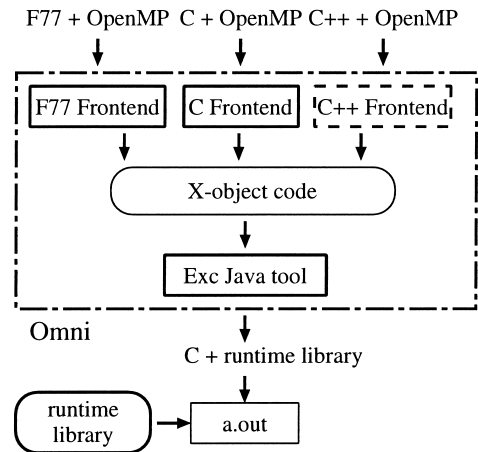 F77 + OpenMP C + OpenMP C++ + OpenMP
F77 Frontend C Frontend C++ Frontend
X-object code
Exc Java tool
Omni
C + runtime library
runtime
library
a.out